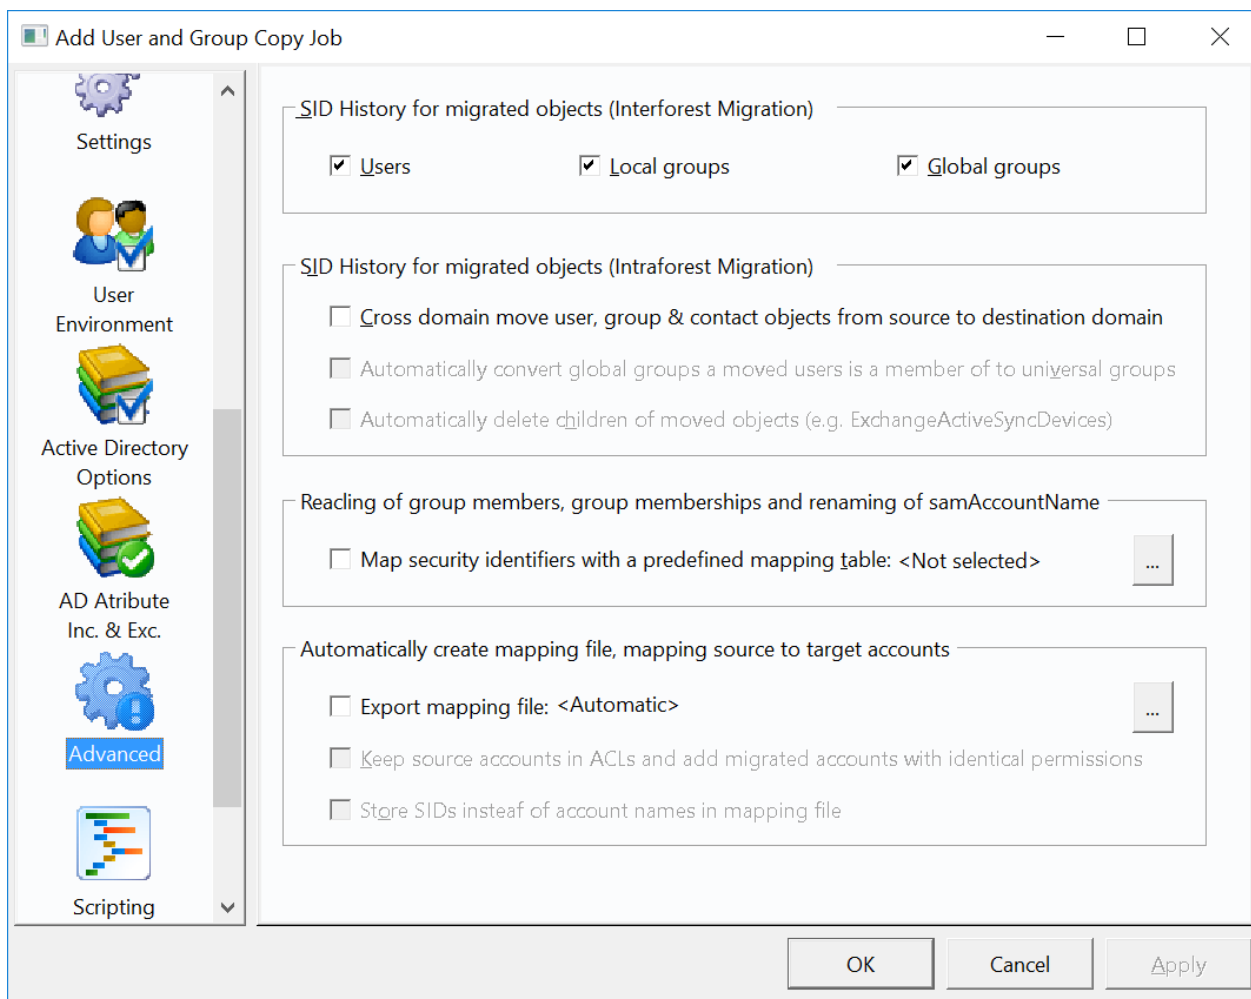 Add User and Group Copy Job
Settings
User
Environment
Active Directory
Options
AD Atribute
Inc. & Exc.
Advanced
Scripting
SID History for migrated objects (Interforest Migration)
Users
Local groups
Global groups
SID History for migrated objects (Intraforest Migration)
Cross domain move user, group & contact objects from source to destination domain
Automatically convert global groups a moved users is a member of to universal groups
Automatically delete children of moved objects (e.g. ExchangeActiveSyncDevices)
Reacling of group members, group memberships and renaming of samAccountName
Map security identifiers with a predefined mapping table: <Not selected>
...
Automatically create mapping file, mapping source to target accounts
Export mapping file: <Automatic>
...
Keep source accounts in ACLs and add migrated accounts with identical permissions
Store SIDs insteaf of account names in mapping file
OK
Cancel
Apply